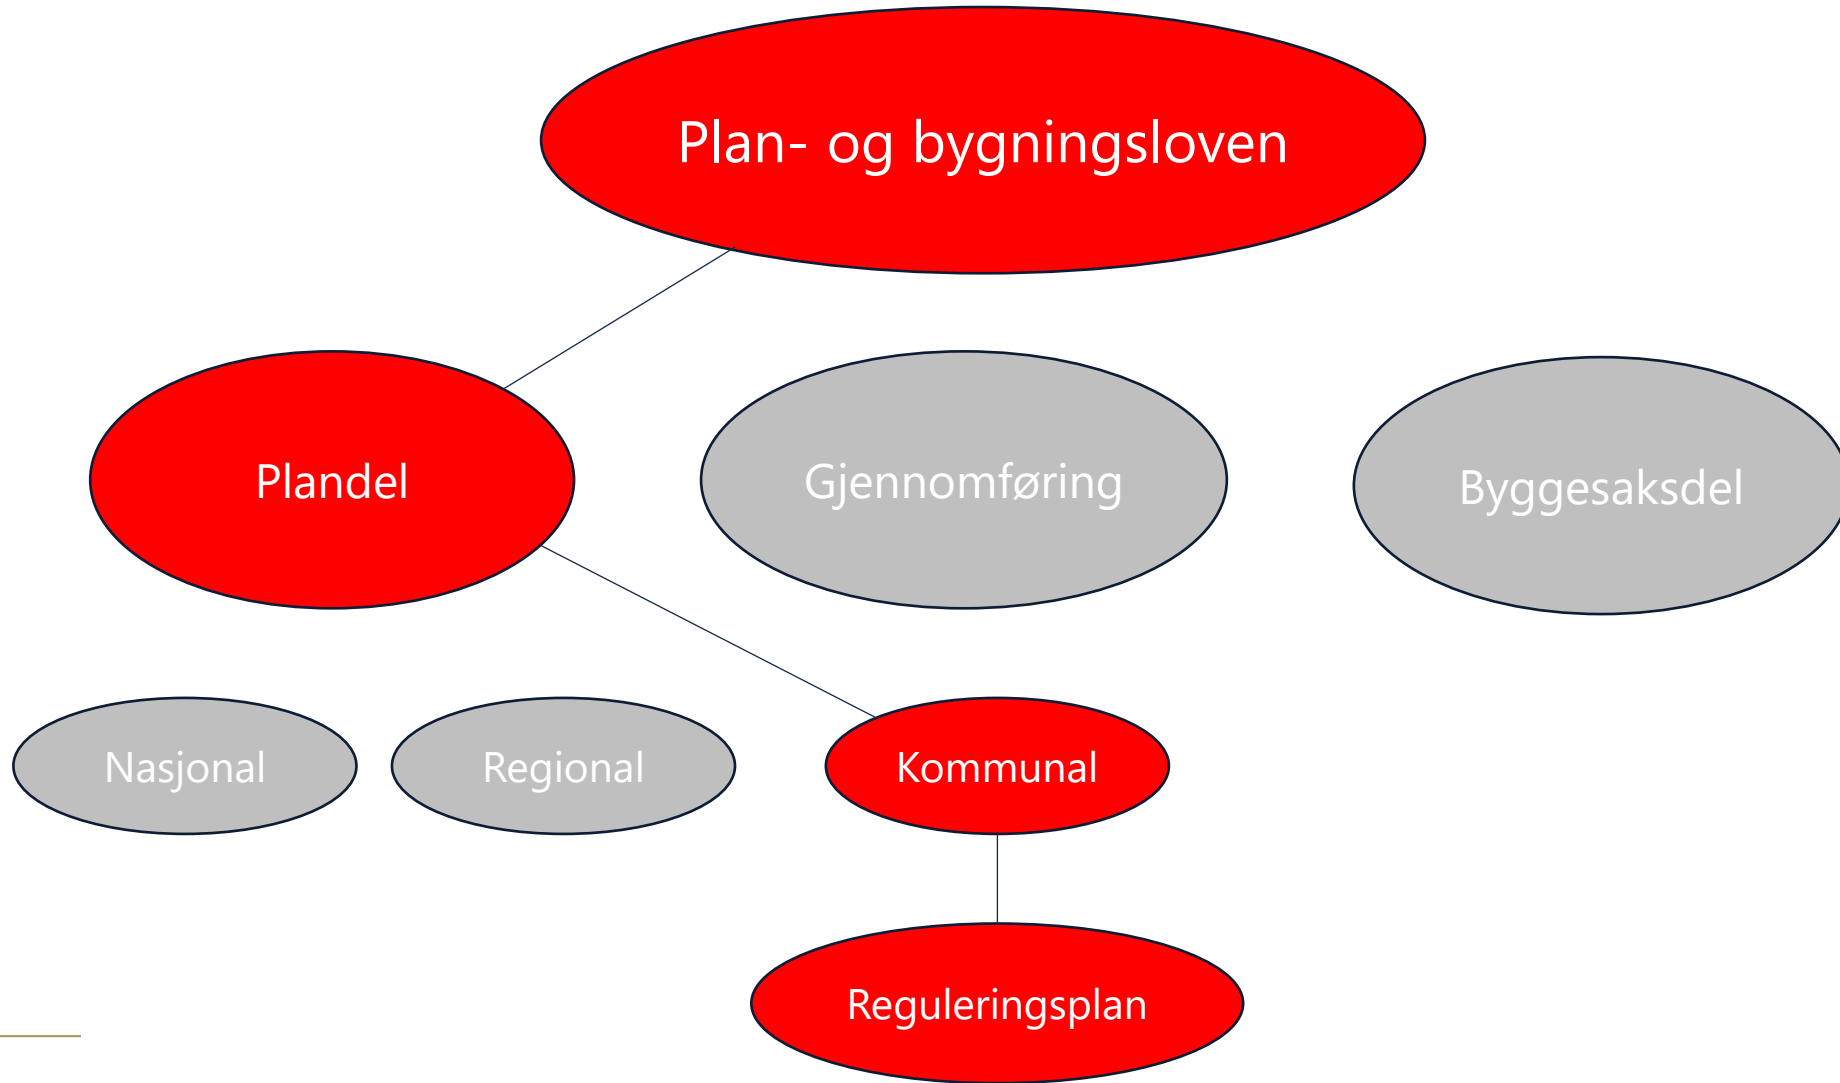 Plan- og bygningsloven
Plandel
Gjennomføring
Byggesaksdel
Nasjonal
Regional
Kommunal
Reguleringsplan